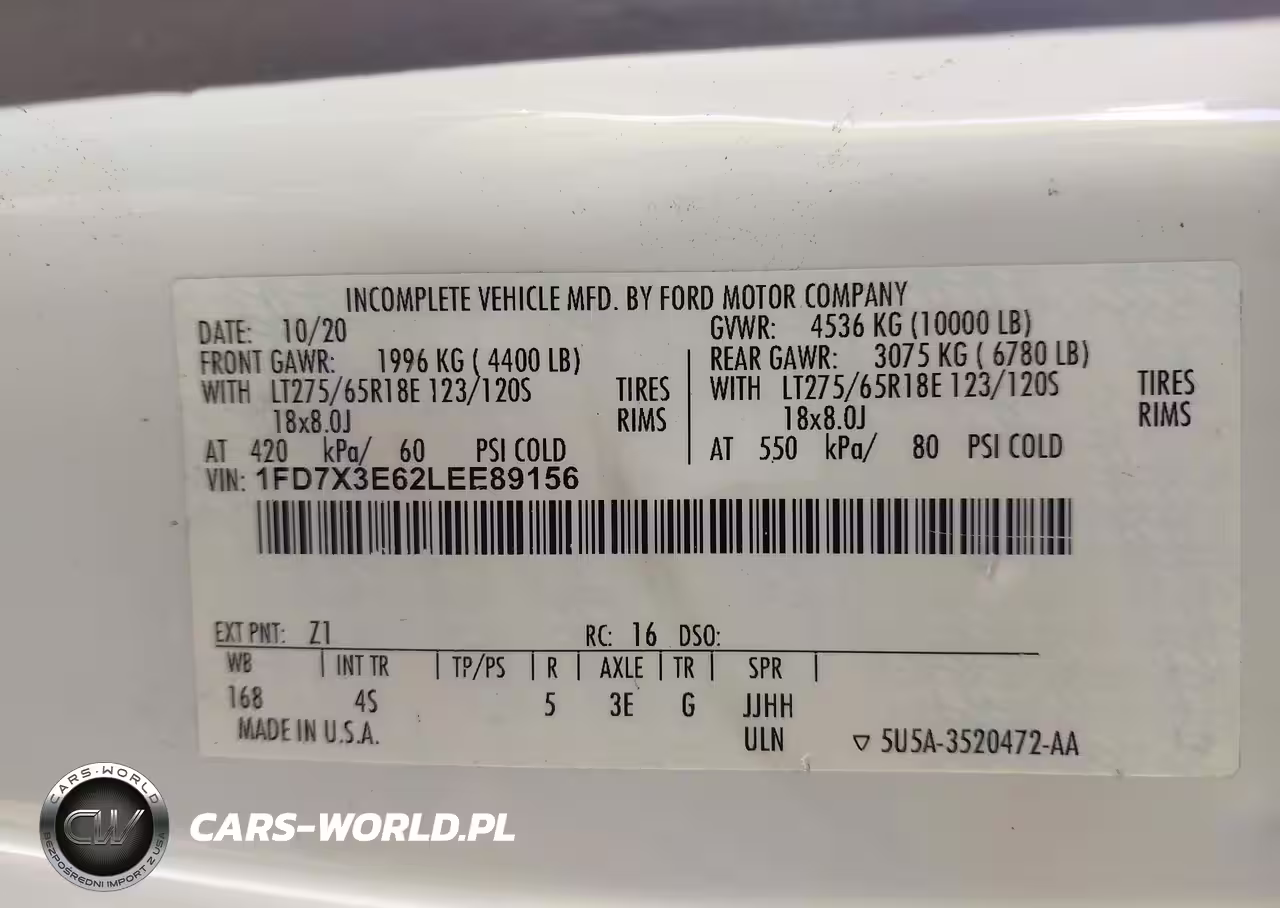 INCOMPLETE VEHICLE MFD. BY FORD MOTOR COMPANY
DATE: 10/20 GVWR: 4536 KG (10000 LB)
FRONT GAWR: 1996 KG ( 4400 LB) REAR GAWR: 3075 KG ( 6780 LB)
WITH LT275/65R18E 123/120S TIRES WITH LT275/65R18E 123/120S TIRES
18x8.0J RIMS 18x8.0J RIMS
AT 420 kPa/ 60 PSI COLD AT 550 kPa/ 80 PSI COLD
VIN: 1FD7X3E62LEE89156
EXT PNT: Z1 RC: 16 DSO:
WB INT TR TP/PS R AXLE TR SPR
168 4S 5 3E G JJHH
MADE IN U.S.A. ULN 5U5A-3520472-AA
CARS-WORLD
CW
BEZPOŚREDNI IMPORT Z USA
CARS-WORLD.PL